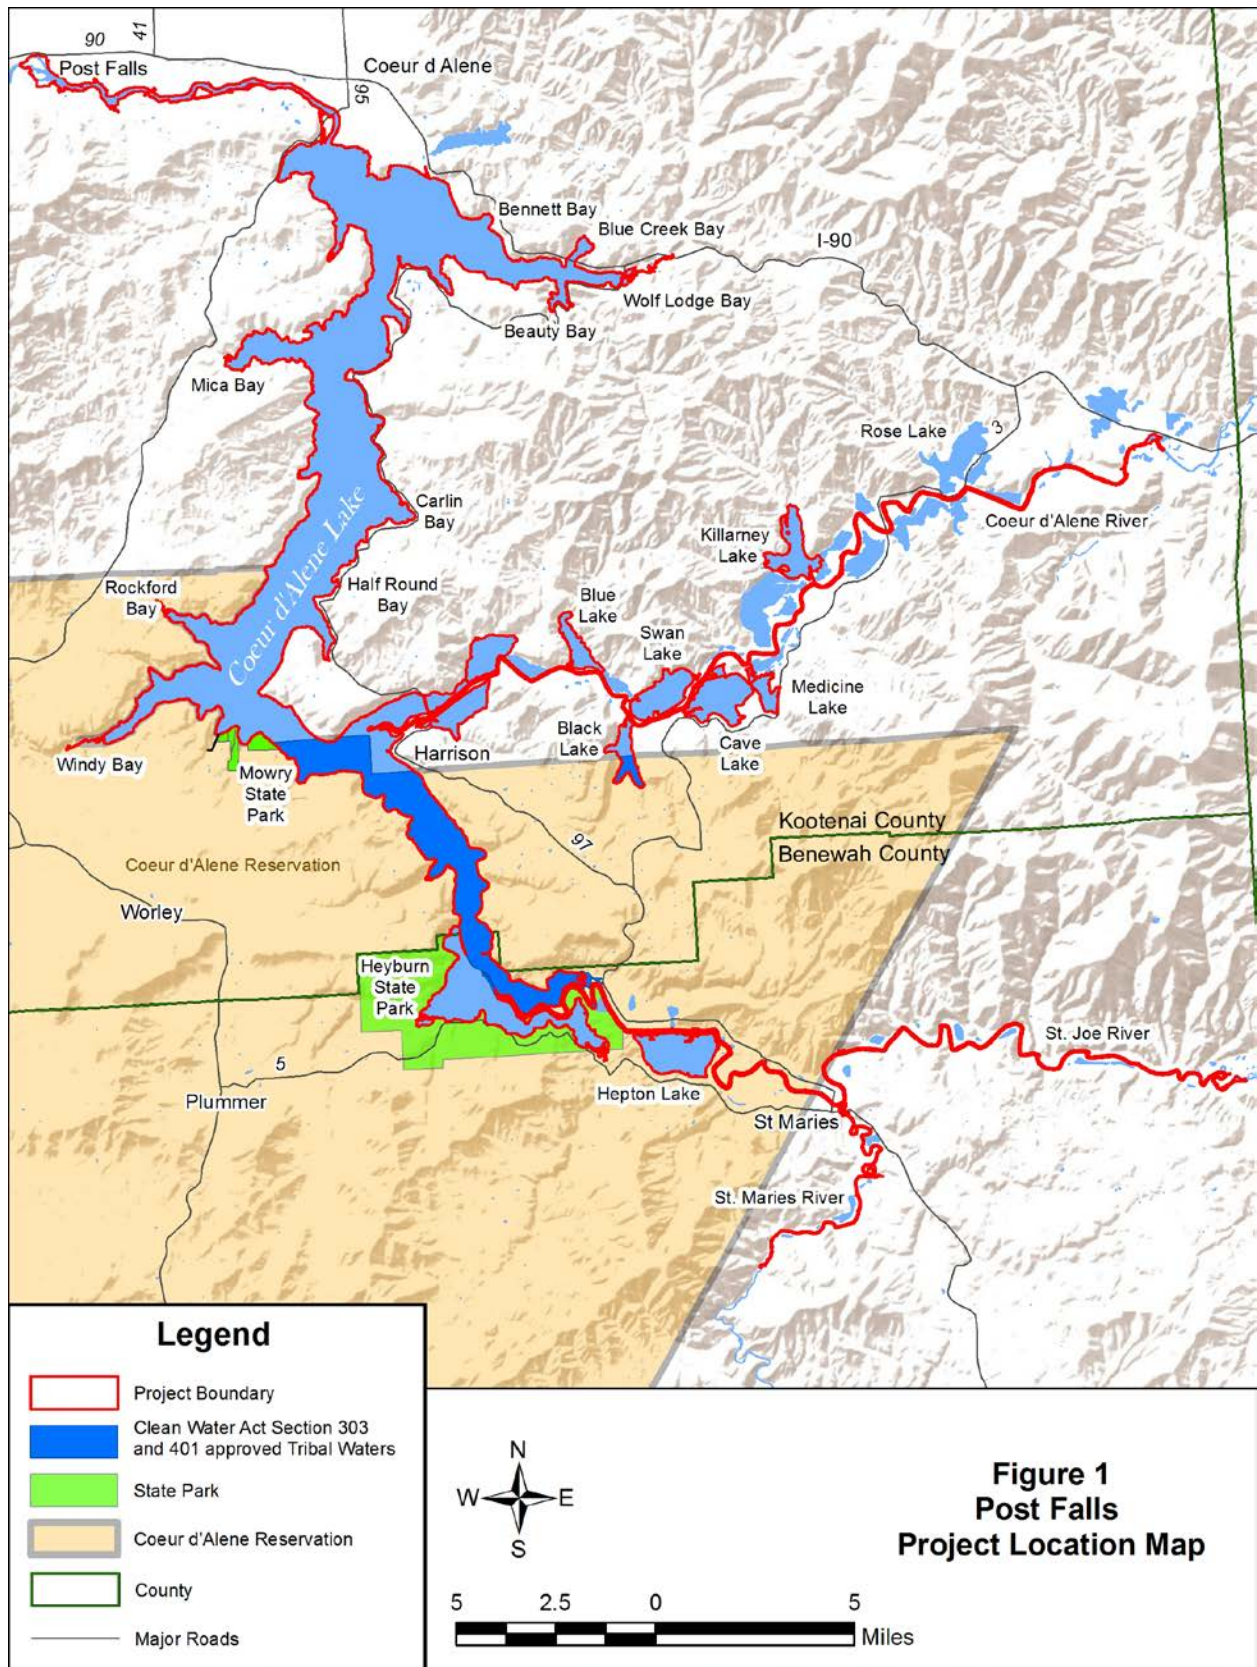 90
41
Post Falls
Coeur d Alene
95
Bennett Bay
Blue Creek Bay
I-90
Wolf Lodge Bay
Beauty Bay
Mica Bay
Rose Lake
3
Carlin
Bay
Coeur d'Alene River
Killarney
Lake
Coeur d'Alene Lake
Rockford
Bay
Half Round
Bay
Blue
Lake
Swan
Lake
Medicine
Lake
Black
Lake
Cave
Lake
Windy Bay
Harrison
Mowry
State
Park
Kootenai County
Benewah County
97
Coeur d'Alene Reservation
Worley
Heyburn
State
Park
St. Joe River
5
Plummer
Hepton Lake
St Maries
St. Maries River
Legend
Project Boundary
Clean Water Act Section 303
and 401 approved Tribal Waters
State Park
Coeur d'Alene Reservation
County
Major Roads
N
W
E
S
5
2.5
0
5
Miles
Figure 1
Post Falls
Project Location Map